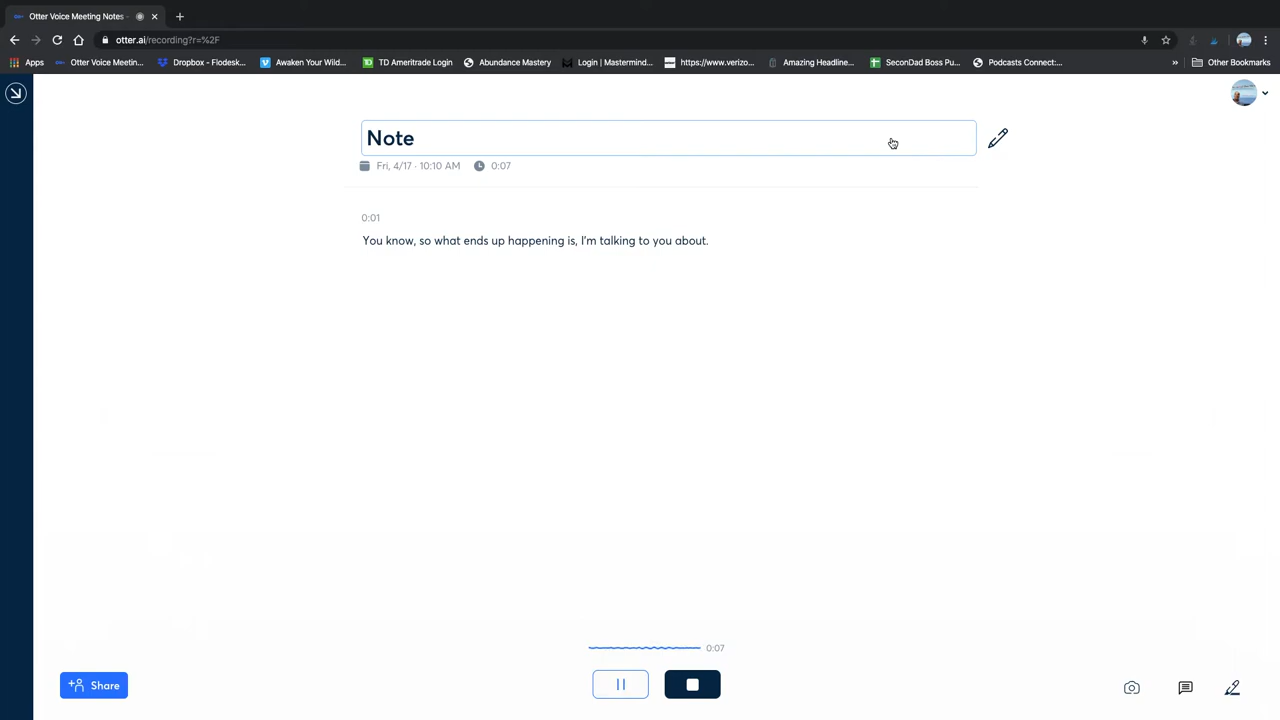 Otter Voice Meeting Notes -
otter.ai/recording?r=%2F
Apps
Otter Voice Meetin...
Dropbox - Flodesk...
Awaken Your Wild...
TD Ameritrade Login
Abundance Mastery
Login | Mastermind...
https://www.verizo...
Amazing Headline...
SeconDad Boss Pu...
Podcasts Connect:...
»
Other Bookmarks
Note
Fri, 4/17 · 10:10 AM 0:07
0:01
You know, so what ends up happening is, I'm talking to you about.
0:07
Share